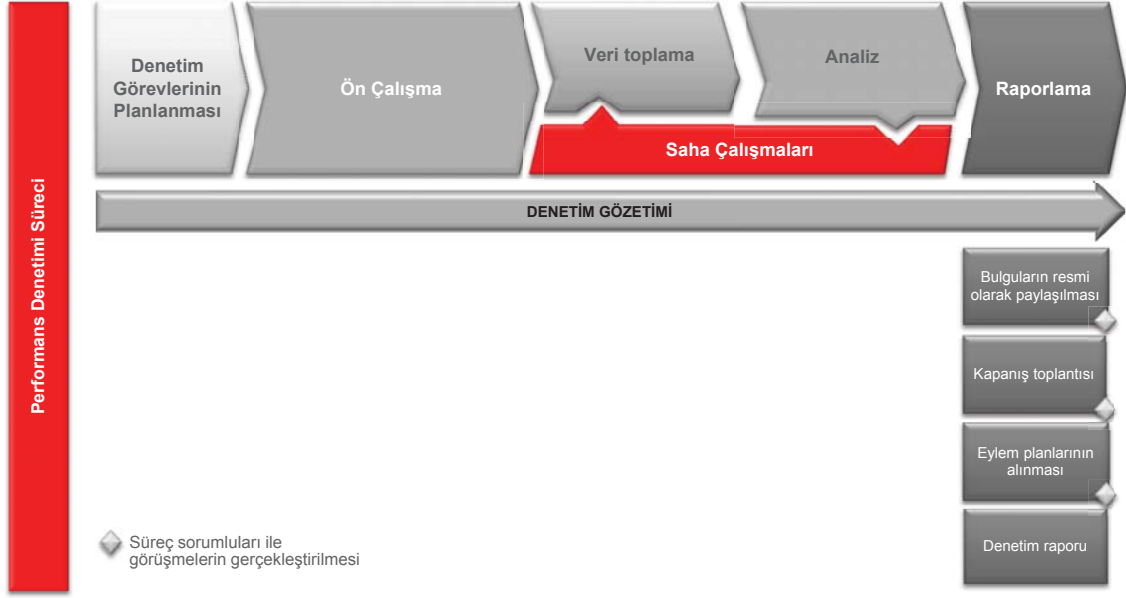 Performans Denetimi Süreci
Denetim
Görevlerinin
Planlanması
Ön Çalışma
Veri toplama
Analiz
Saha Çalışmaları
Raporlama
DENETİM GÖZETİMİ
Bulguların resmi
olarak paylaşılması
Kapanış toplantısı
Eylem planlarının
alınması
Denetim raporu
Süreç sorumluları ile
görüşmelerin gerçekleştirilmesi